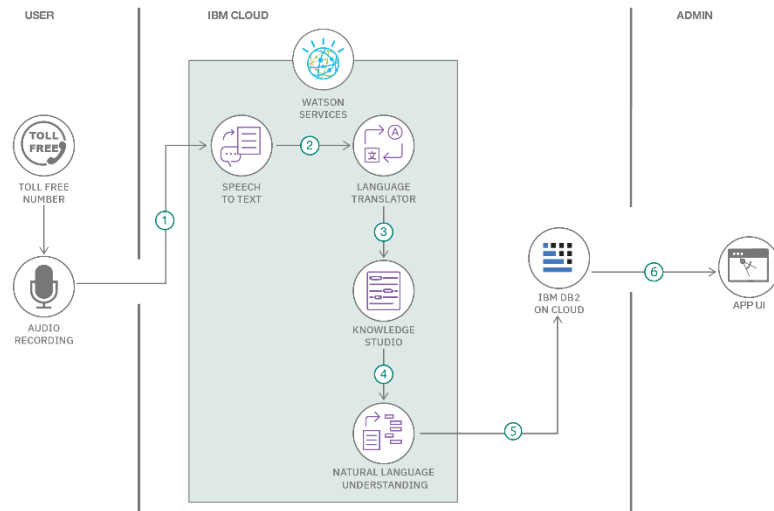 USER
IBM CLOUD
ADMIN
WATSON
SERVICES
TOLL
FREE
TOLL FREE
NUMBER
1
SPEECH
TO TEXT
2
A
文
LANGUAGE
TRANSLATOR
3
AUDIO
RECORDING
KNOWLEDGE
STUDIO
4
NATURAL LANGUAGE
UNDERSTANDING
5
IBM DB2
ON CLOUD
6
APP UI